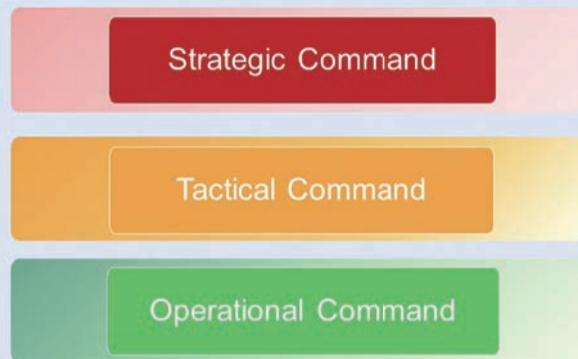 Strategic Command
Tactical Command
Operational Command